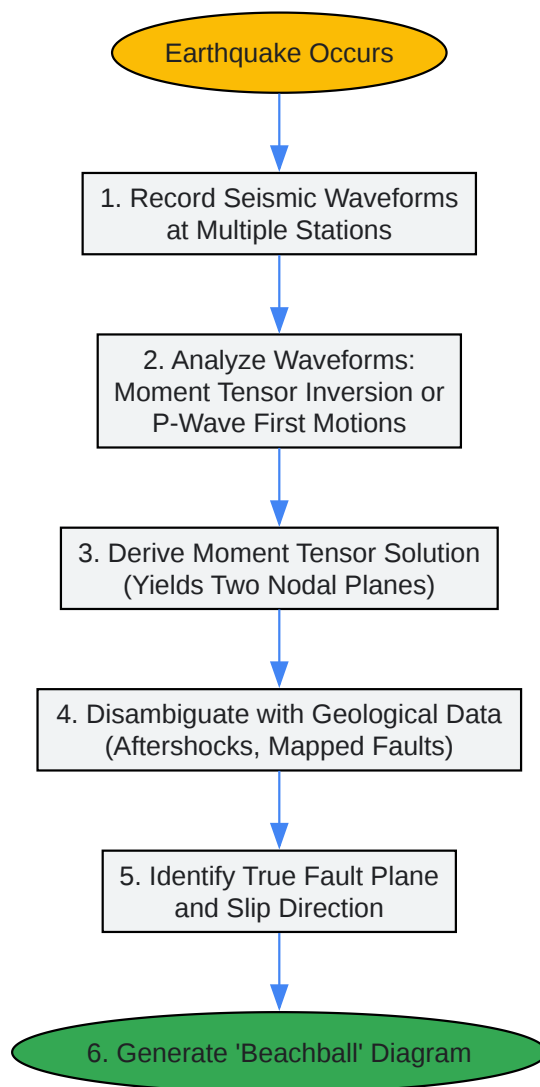 Earthquake Occurs
1. Record Seismic Waveforms
at Multiple Stations
2. Analyze Waveforms:
Moment Tensor Inversion or
P-Wave First Motions
3. Derive Moment Tensor Solution
(Yields Two Nodal Planes)
4. Disambiguate with Geological Data
(Aftershocks, Mapped Faults)
5. Identify True Fault Plane
and Slip Direction
6. Generate 'Beachball' Diagram